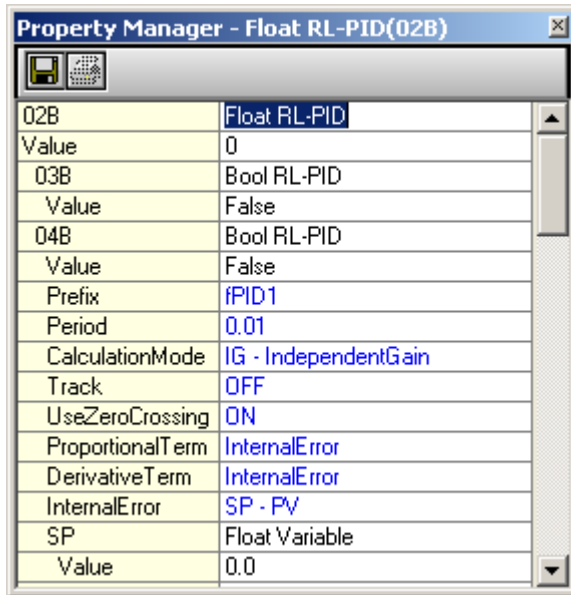 Property Manager - Float RL-PID(02B)
02B Float RL-PID
Value 0
03B Bool RL-PID
Value False
04B Bool RL-PID
Value False
Prefix fPID1
Period 0.01
CalculationMode IG - IndependentGain
Track OFF
UseZeroCrossing ON
ProportionalTerm InternalError
DerivativeTerm InternalError
InternalError SP - PV
SP Float Variable
Value 0.0